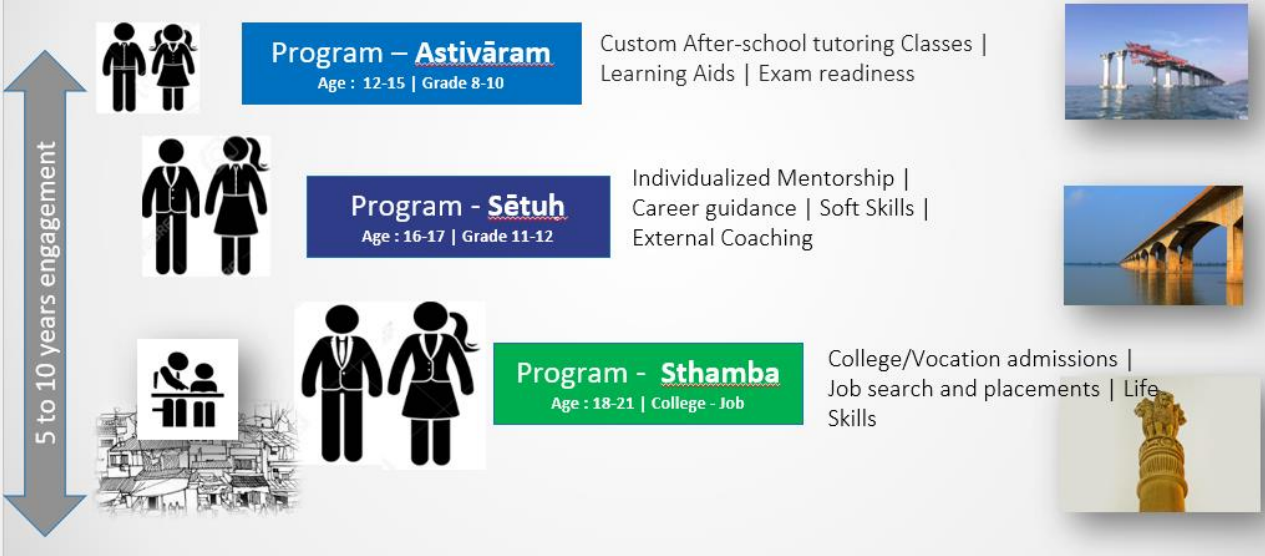 5 to 10 years engagement
Program – Astivāram
Age : 12-15 | Grade 8-10
Custom After-school tutoring Classes |
Learning Aids | Exam readiness
Program - Sētuḥ
Age : 16-17 | Grade 11-12
Individualized Mentorship |
Career guidance | Soft Skills |
External Coaching
Program - Sthamba
Age : 18-21 | College - Job
College/Vocation admissions |
Job search and placements | Life
Skills